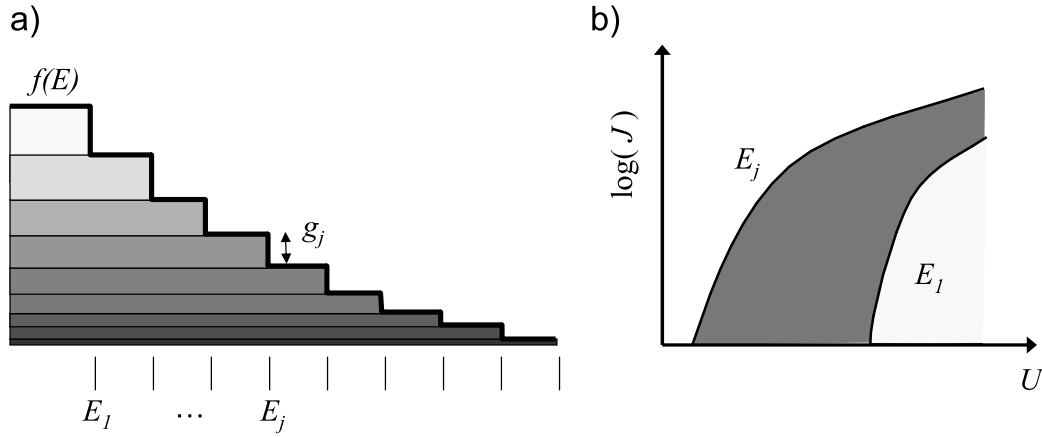 a)
f(E)
g_j
E_1 ... E_j
b)
log(J)
E_j
E_1
U